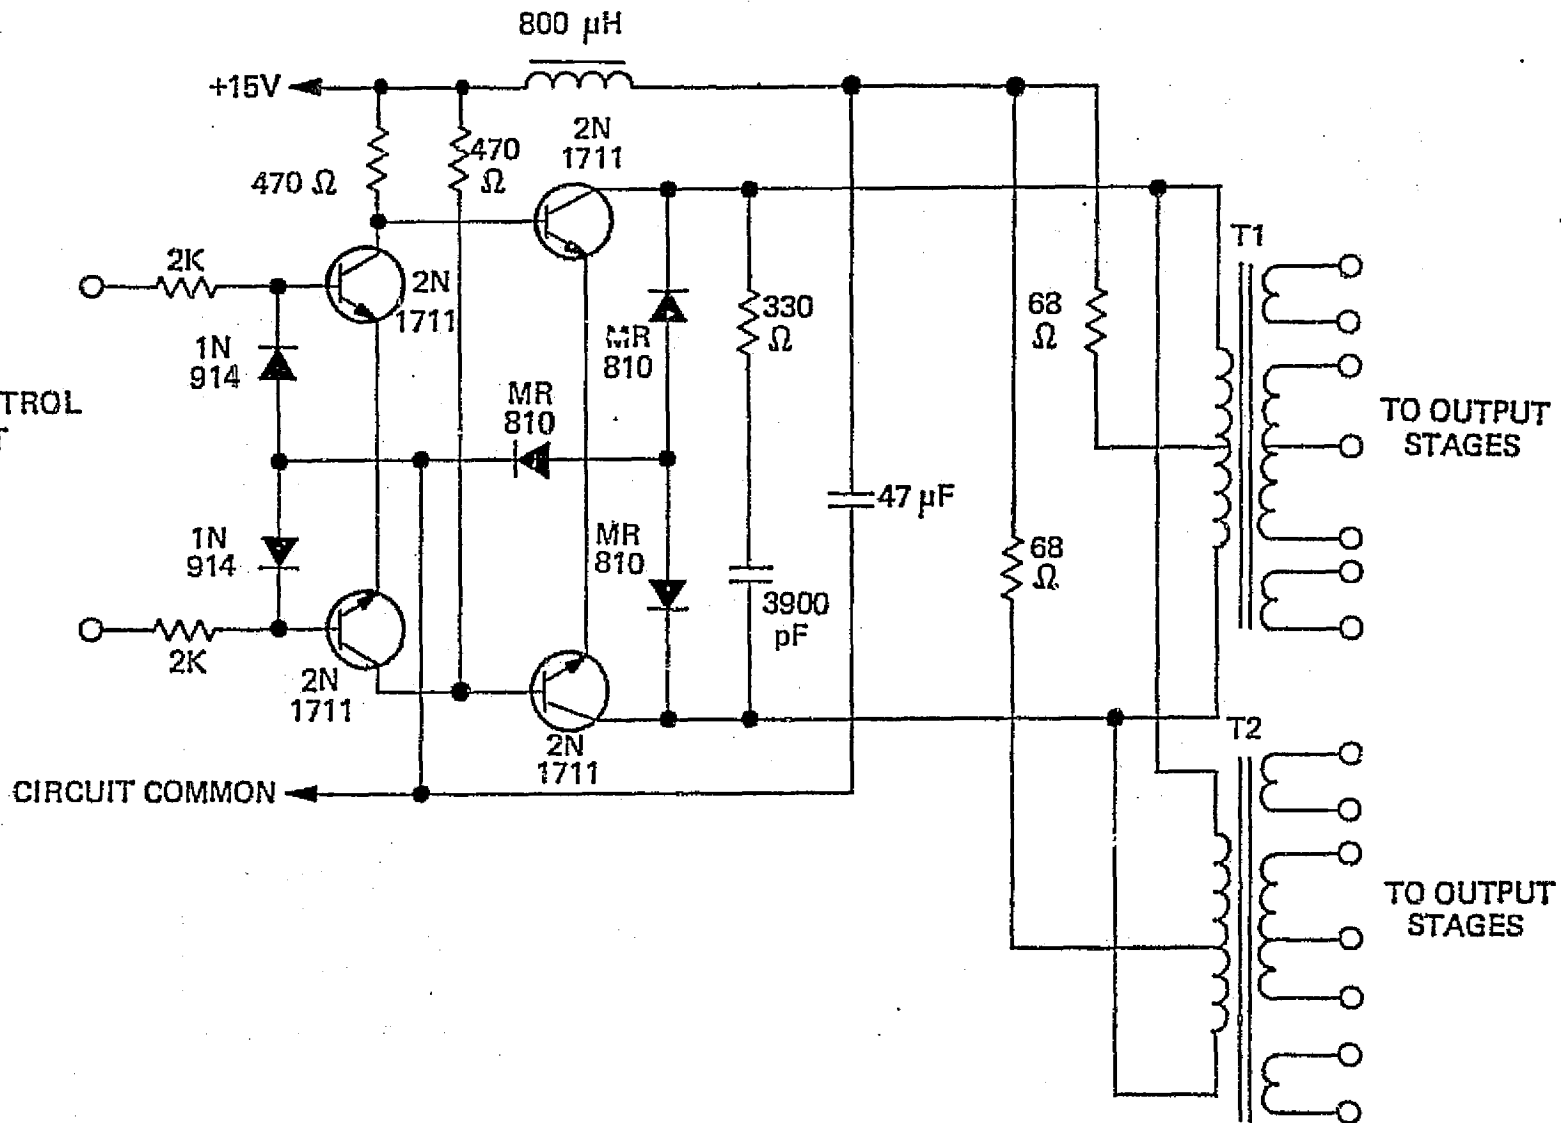 800 µH
+15V
2N
1711
470 Ω
470
Ω
2K
2N
1711
T1
1N
914
MR
810
330
Ω
68
Ω
MR
810
TROL
TO OUTPUT
STAGES
47 µF
1N
914
MR
810
68
Ω
3900
pF
2K
2N
1711
2N
1711
T2
CIRCUIT COMMON
TO OUTPUT
STAGES